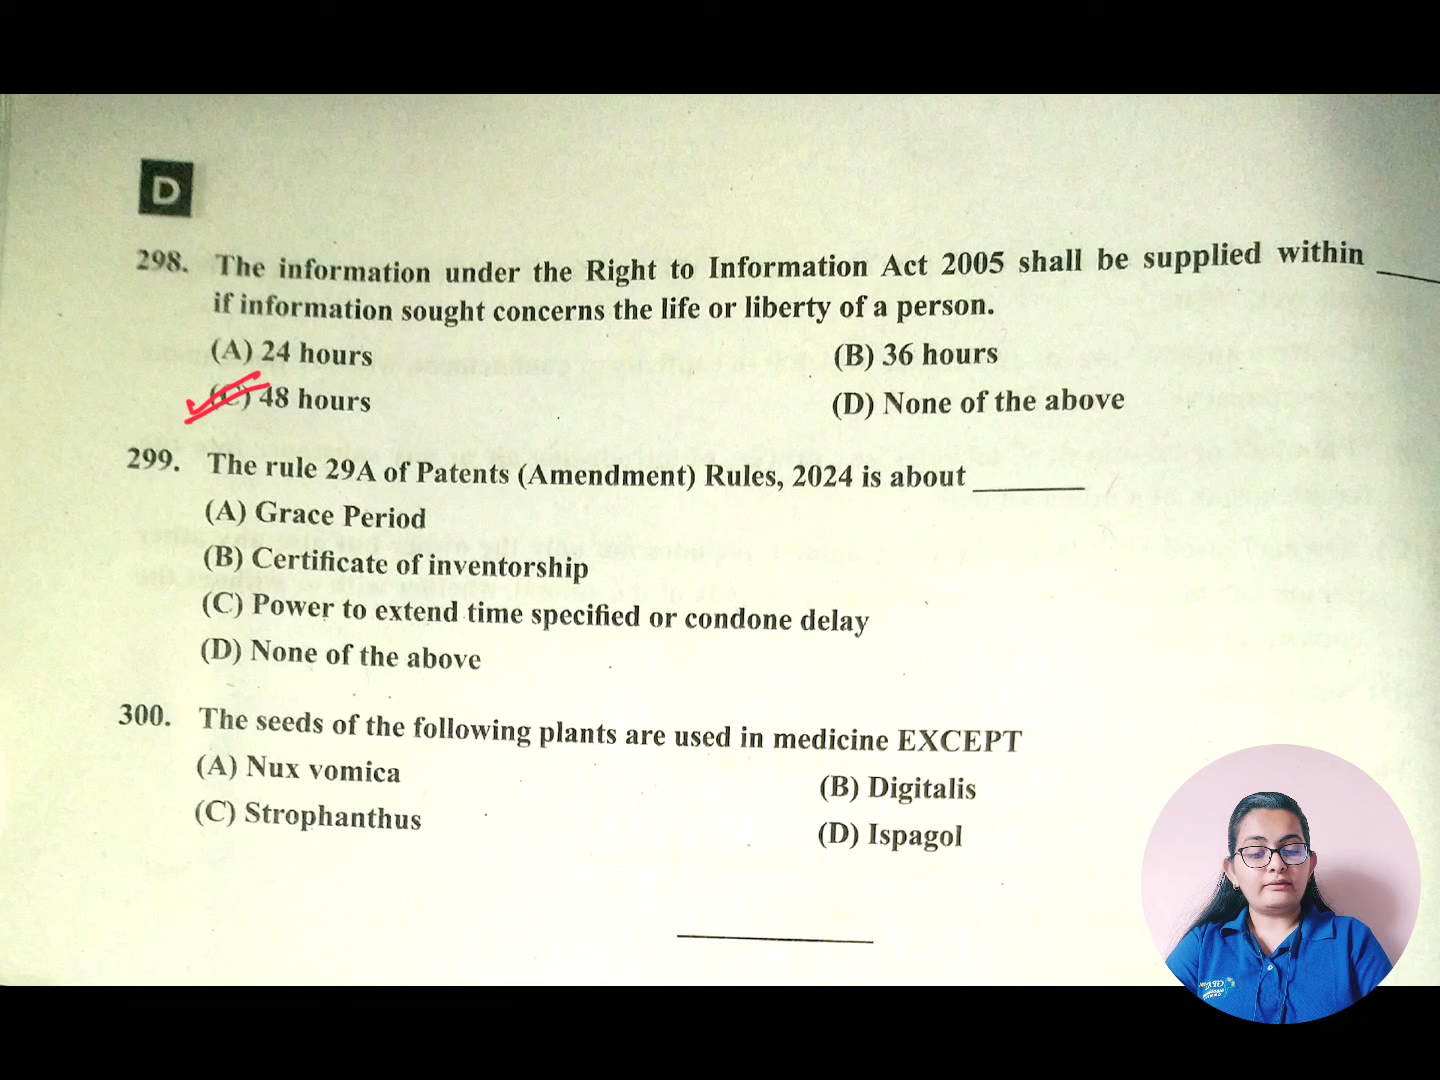 D
298. The information under the Right to Information Act 2005 shall be supplied within ____
if information sought concerns the life or liberty of a person.
(A) 24 hours (B) 36 hours
(C) 48 hours (D) None of the above
299. The rule 29A of Patents (Amendment) Rules, 2024 is about ____
(A) Grace Period
(B) Certificate of inventorship
(C) Power to extend time specified or condone delay
(D) None of the above
300. The seeds of the following plants are used in medicine EXCEPT
(A) Nux vomica (B) Digitalis
(C) Strophanthus (D) Ispagol